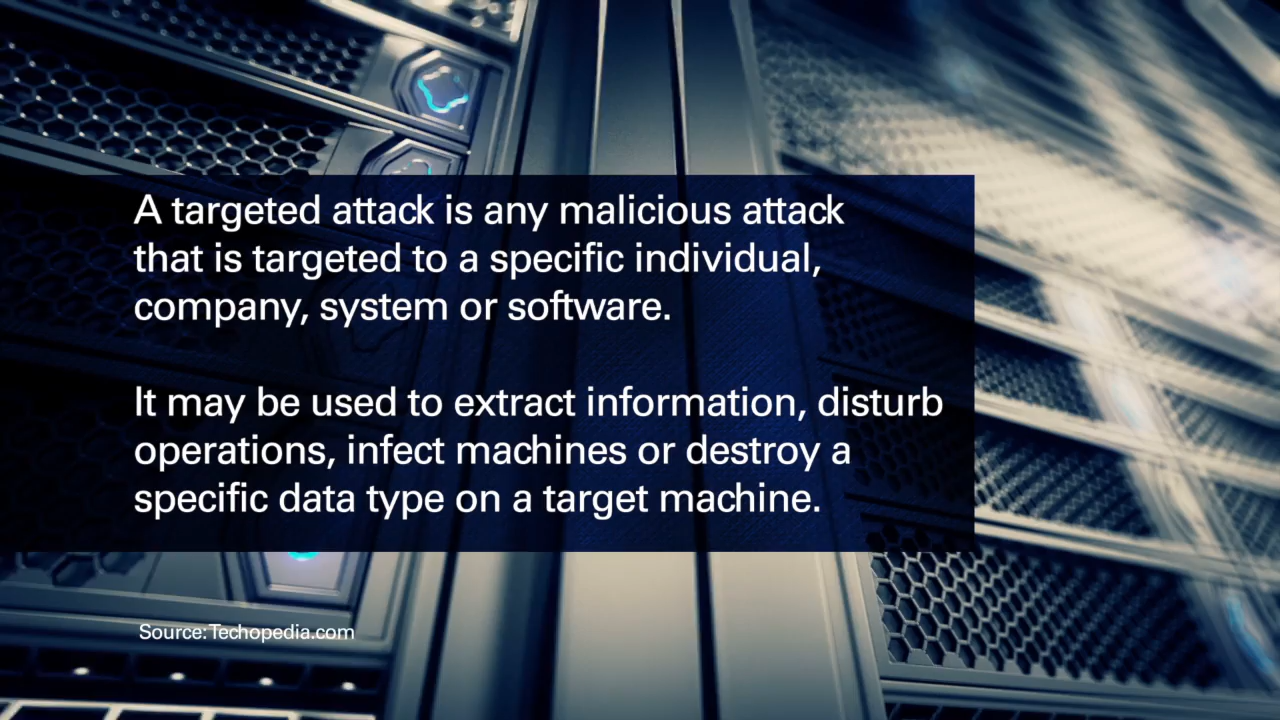 A targeted attack is any malicious attack
that is targeted to a specific individual,
company, system or software.
It may be used to extract information, disturb
operations, infect machines or destroy a
specific data type on a target machine.
Source: Techopedia.com